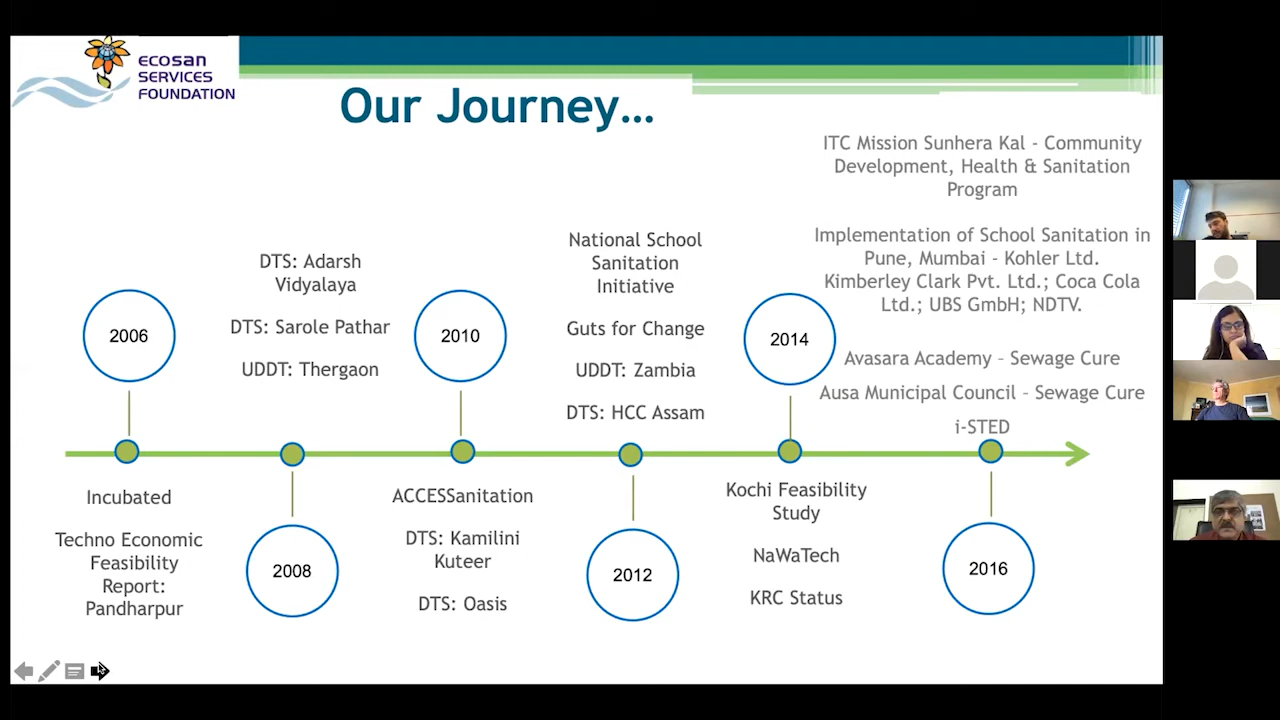 ECOSAN
SERVICES
FOUNDATION
Our Journey…
2006
Incubated
Techno Economic
Feasibility
Report:
Pandharpur
DTS: Adarsh
Vidyalaya
DTS: Sarole Pathar
UDDT: Thergaon
2008
2010
ACCESSanitation
DTS: Kamilini
Kuteer
DTS: Oasis
National School
Sanitation
Initiative
Guts for Change
UDDT: Zambia
DTS: HCC Assam
2012
2014
Kochi Feasibility
Study
NaWaTech
KRC Status
ITC Mission Sunhera Kal - Community
Development, Health & Sanitation
Program
Implementation of School Sanitation in
Pune, Mumbai - Kohler Ltd.
Kimberley Clark Pvt. Ltd.; Coca Cola
Ltd.; UBS GmbH; NDTV.
Avasara Academy – Sewage Cure
Ausa Municipal Council – Sewage Cure
i-STED
2016